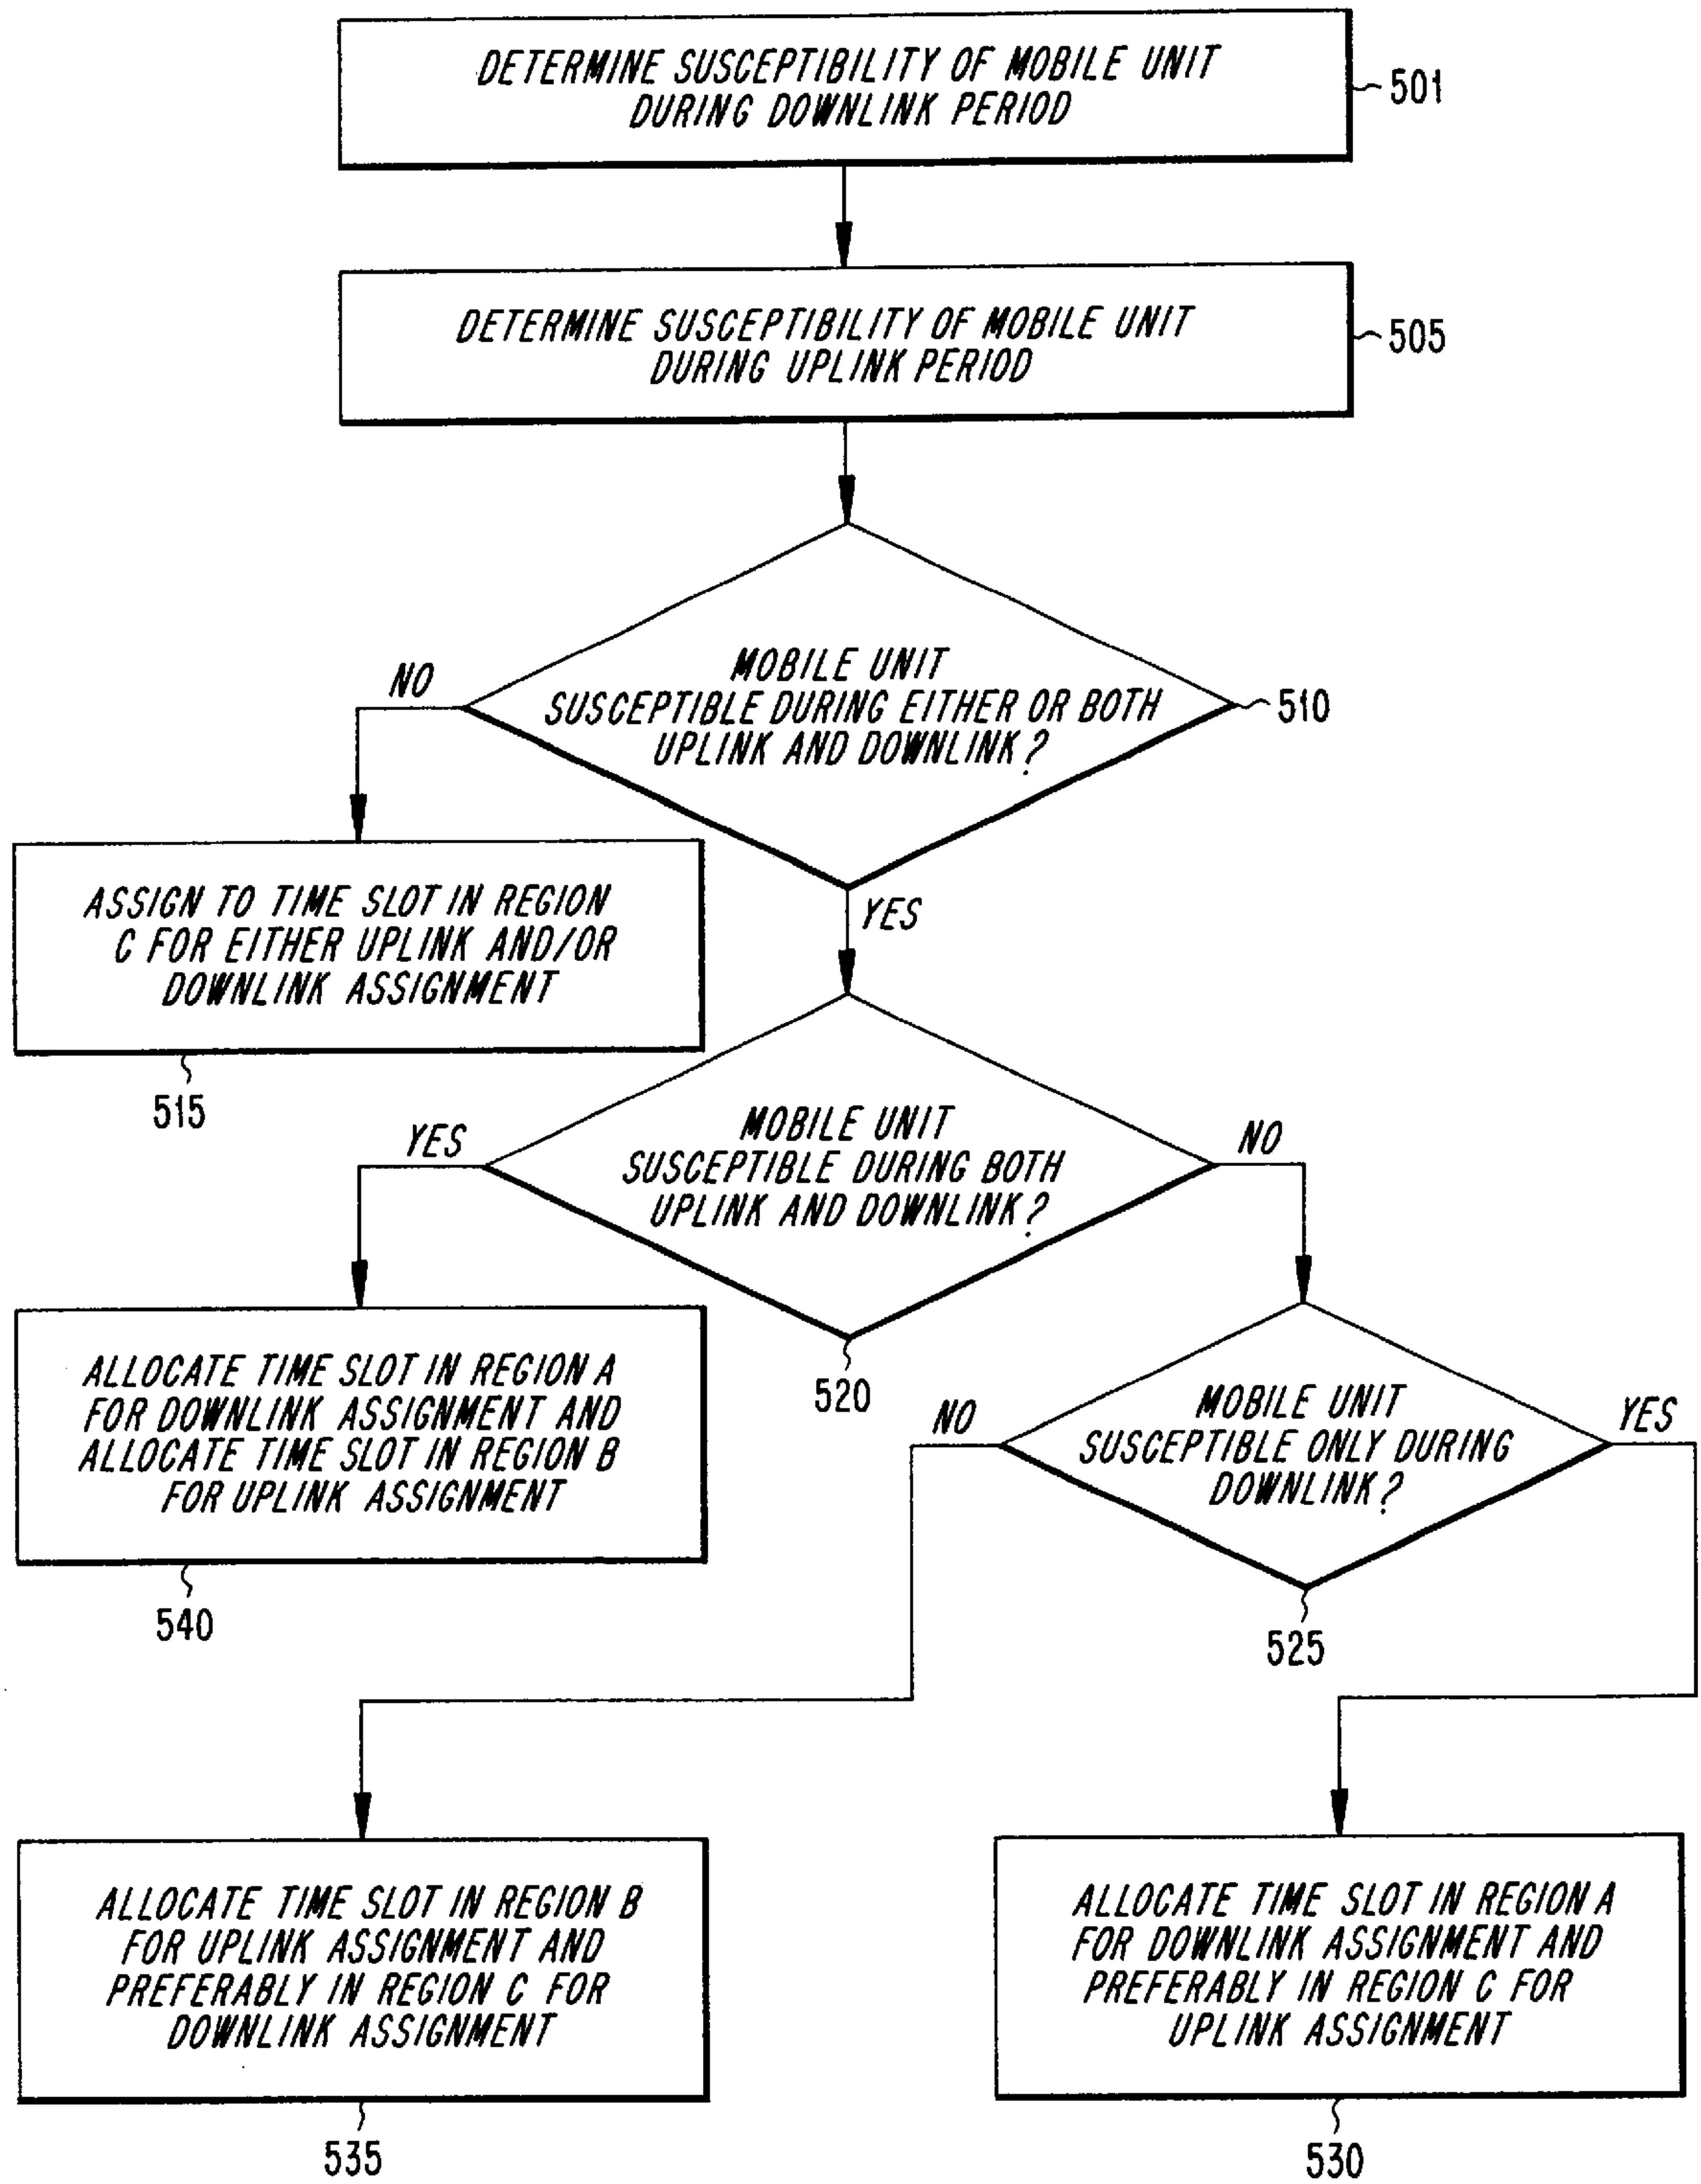 DETERMINE SUSCEPTIBILITY OF MOBILE UNIT
DURING DOWNLINK PERIOD
501
DETERMINE SUSCEPTIBILITY OF MOBILE UNIT
DURING UPLINK PERIOD
505
NO
MOBILE UNIT
SUSCEPTIBLE DURING EITHER OR BOTH
UPLINK AND DOWNLINK?
510
YES
ASSIGN TO TIME SLOT IN REGION
C FOR EITHER UPLINK AND/OR
DOWNLINK ASSIGNMENT
515
YES
MOBILE UNIT
SUSCEPTIBLE DURING BOTH
UPLINK AND DOWNLINK?
NO
520
ALLOCATE TIME SLOT IN REGION A
FOR DOWNLINK ASSIGNMENT AND
ALLOCATE TIME SLOT IN REGION B
FOR UPLINK ASSIGNMENT
540
NO
MOBILE UNIT
SUSCEPTIBLE ONLY DURING
DOWNLINK?
YES
525
ALLOCATE TIME SLOT IN REGION B
FOR UPLINK ASSIGNMENT AND
PREFERABLY IN REGION C FOR
DOWNLINK ASSIGNMENT
535
ALLOCATE TIME SLOT IN REGION A
FOR DOWNLINK ASSIGNMENT AND
PREFERABLY IN REGION C FOR
UPLINK ASSIGNMENT
530